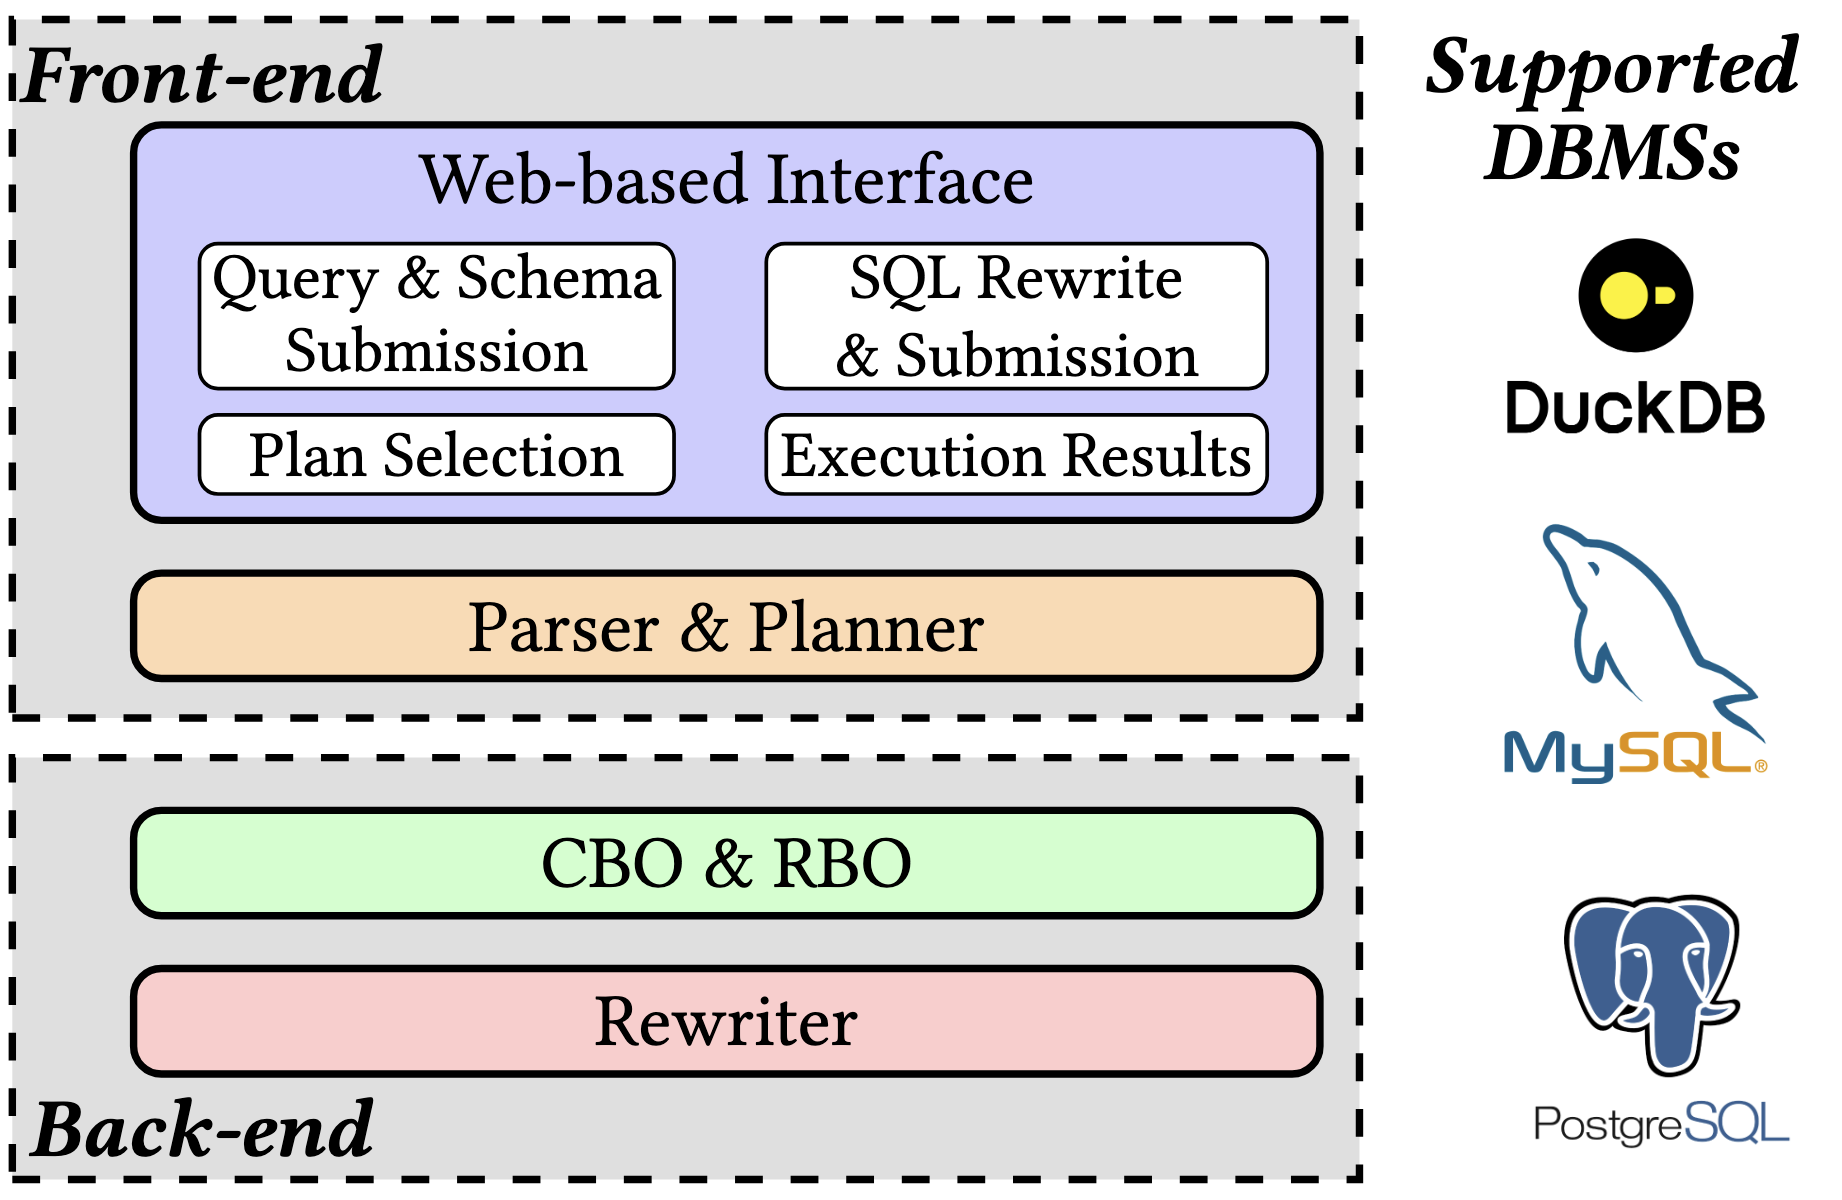 Front-end
Web-based Interface
Query & Schema
Submission
SQL Rewrite
& Submission
Plan Selection
Execution Results
Parser & Planner
CBO & RBO
Rewriter
Back-end
Supported
DBMSs
DuckDB
MySQL®
PostgreSQL